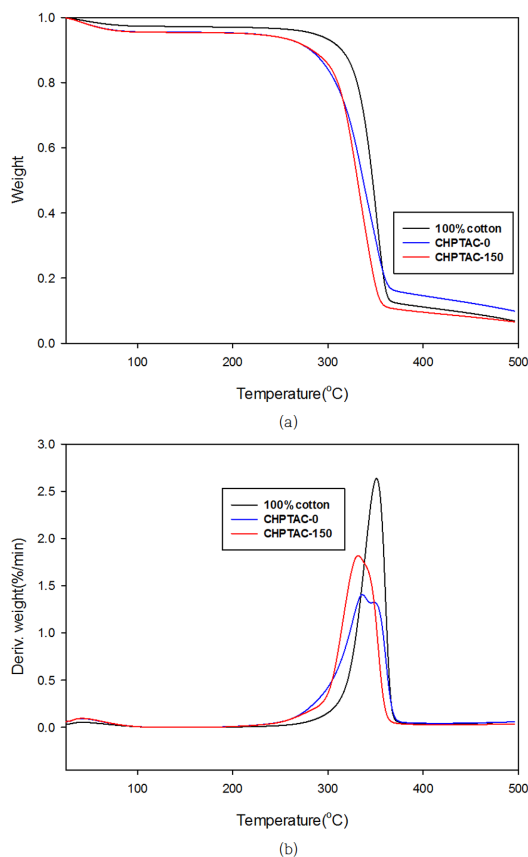 1.0
0.8
0.6
0.4
0.2
0.0
Weight
100% cotton
CHPTAC-0
CHPTAC-150
100 200 300 400 500
Temperature(°C)
(a)
3.0
2.5
2.0
1.5
1.0
0.5
0.0
Deriv. weight(%/min)
100% cotton
CHPTAC-0
CHPTAC-150
100 200 300 400 500
Temperature(°C)
(b)